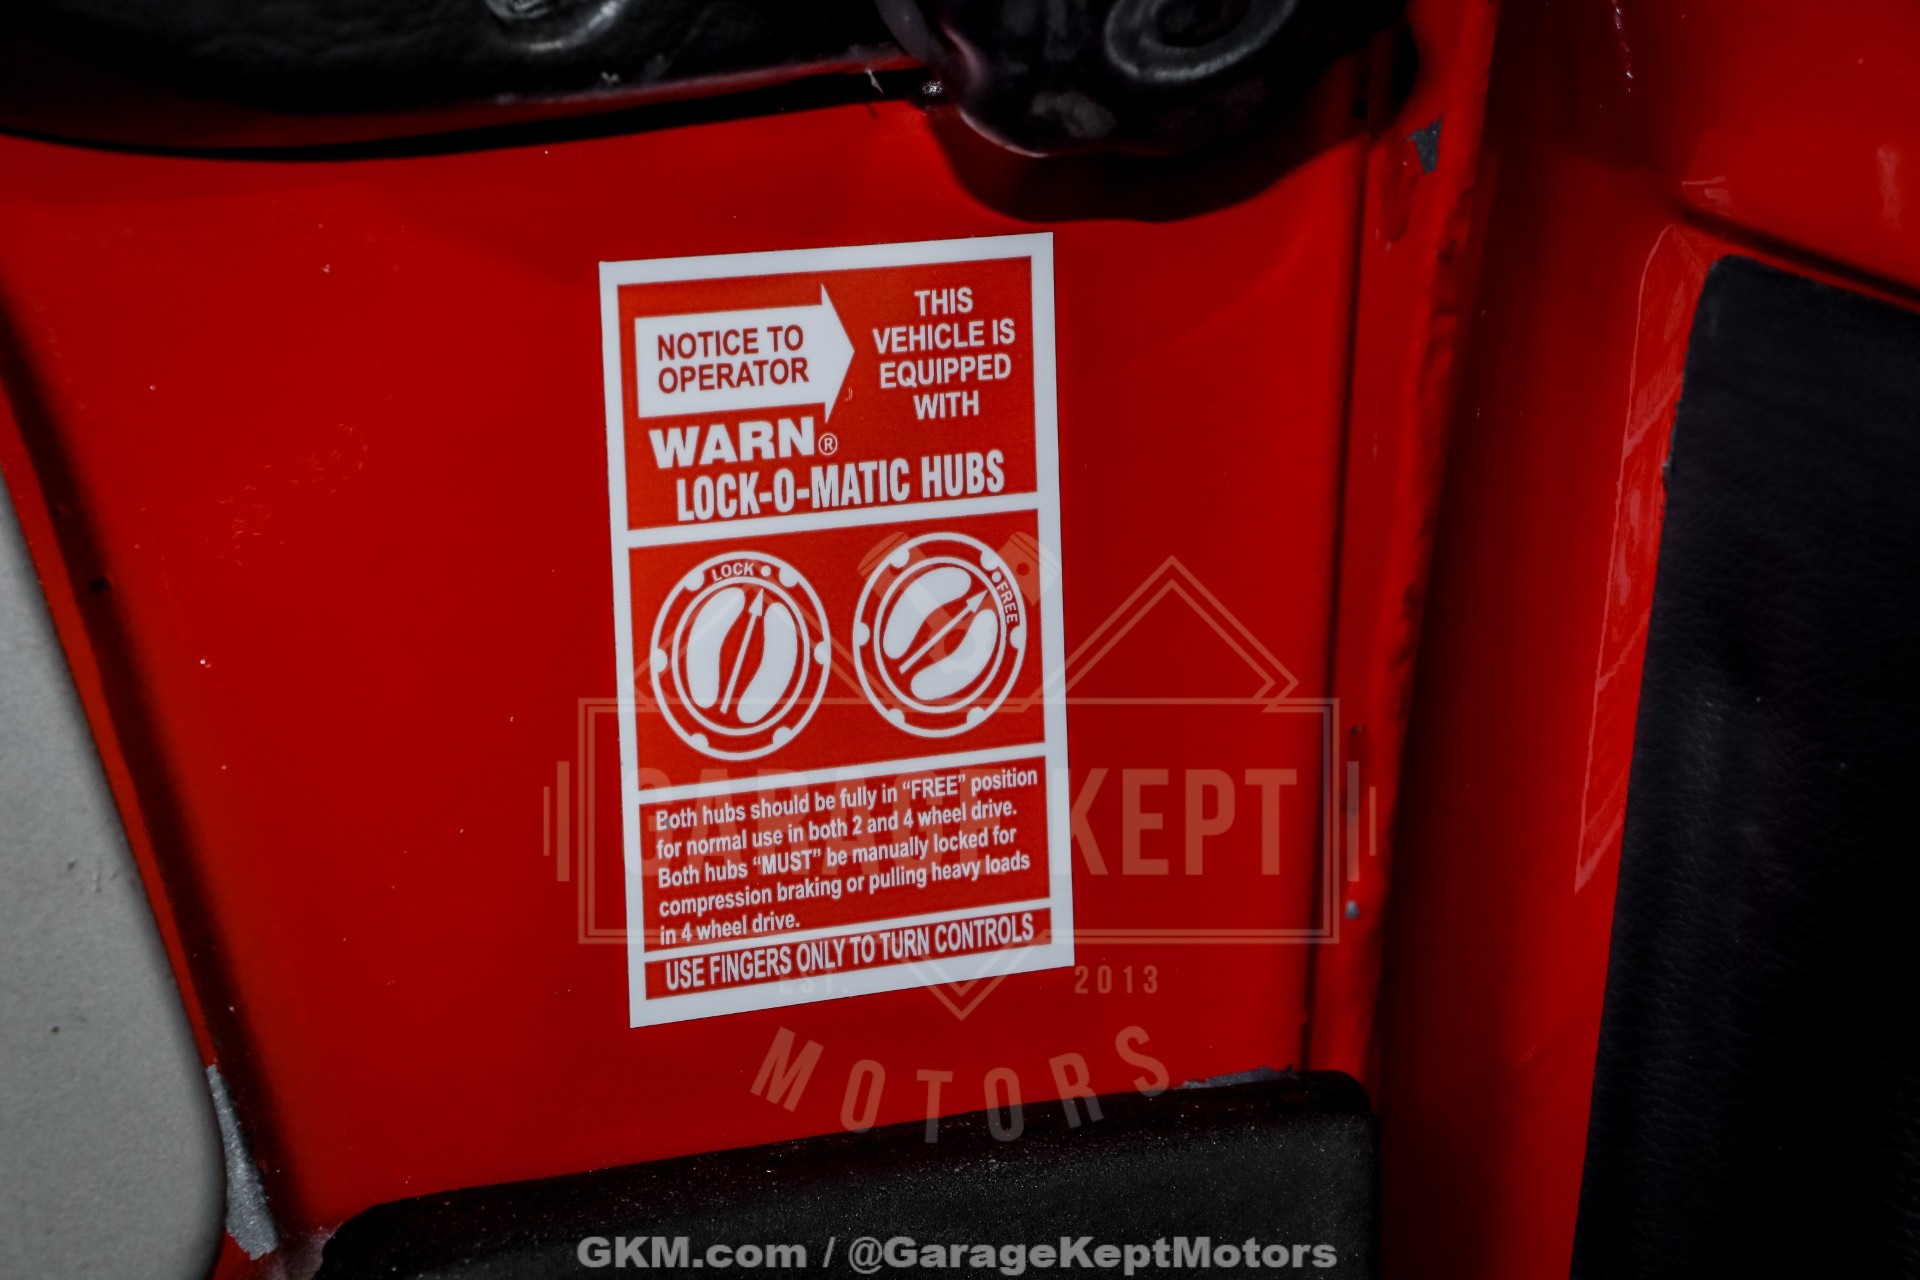 NOTICE TO
OPERATOR
THIS
VEHICLE IS
EQUIPPED
WITH
WARN®
LOCK-O-MATIC HUBS
LOCK
FREE
Both hubs should be fully in “FREE” position
for normal use in both 2 and 4 wheel drive.
Both hubs “MUST” be manually locked for
compression braking or pulling heavy loads
in 4 wheel drive.
USE FINGERS ONLY TO TURN CONTROLS
GARAGE KEPT
EST. 2013
MOTORS
GKM.com / @GarageKeptMotors